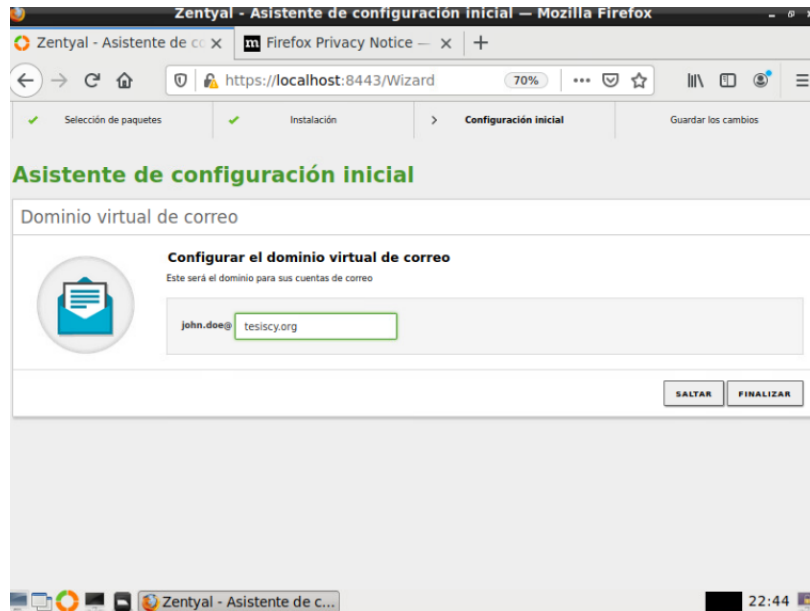 Zentyal - Asistente de configuración inicial — Mozilla Firefox
Zentyal - Asistente de co
m Firefox Privacy Notice —
https://localhost:8443/Wizard
70%
Selección de paquetes
Instalación
Configuración inicial
Guardar los cambios
Asistente de configuración inicial
Dominio virtual de correo
Configurar el dominio virtual de correo
Este será el dominio para sus cuentas de correo
john.doe@ tesiscy.org
SALTAR
FINALIZAR
Zentyal - Asistente de c...
22:44